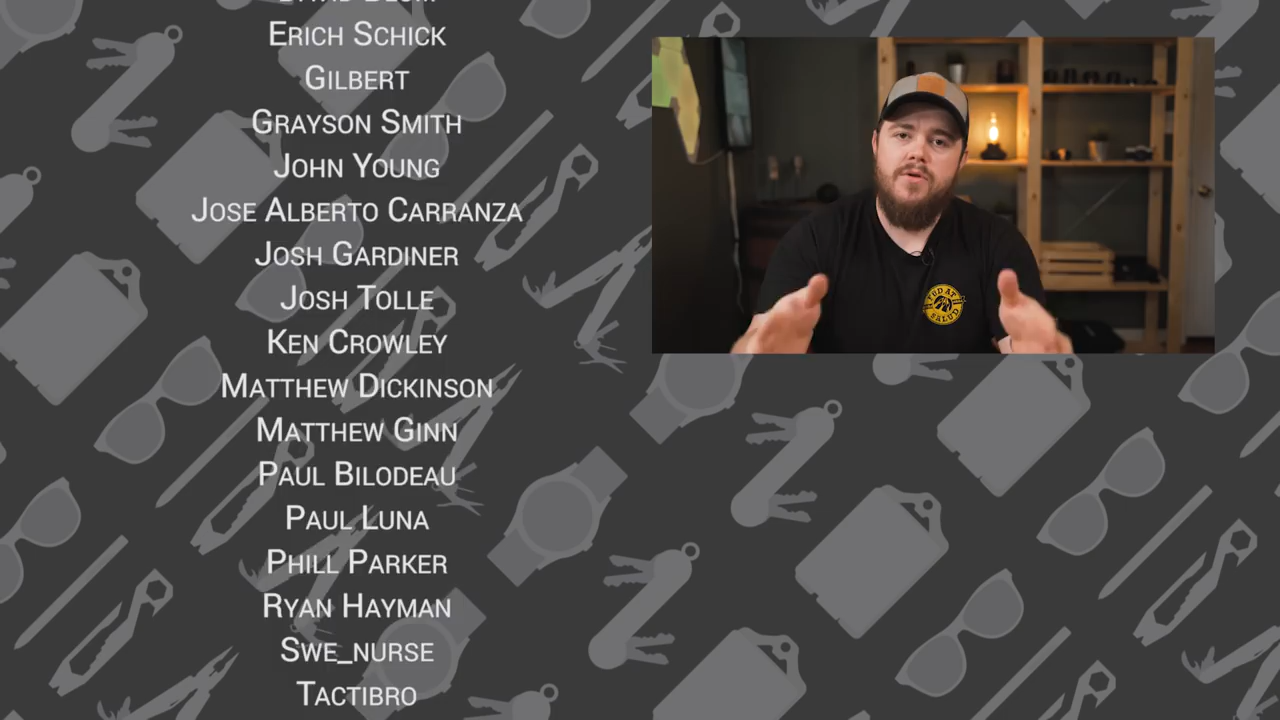 Erich Schick
Gilbert
Grayson Smith
John Young
Jose Alberto Carranza
Josh Gardiner
Josh Tolle
Ken Crowley
Matthew Dickinson
Matthew Ginn
Paul Bilodeau
Paul Luna
Phill Parker
Ryan Hayman
Swe_nurse
Tactibro
SALUD